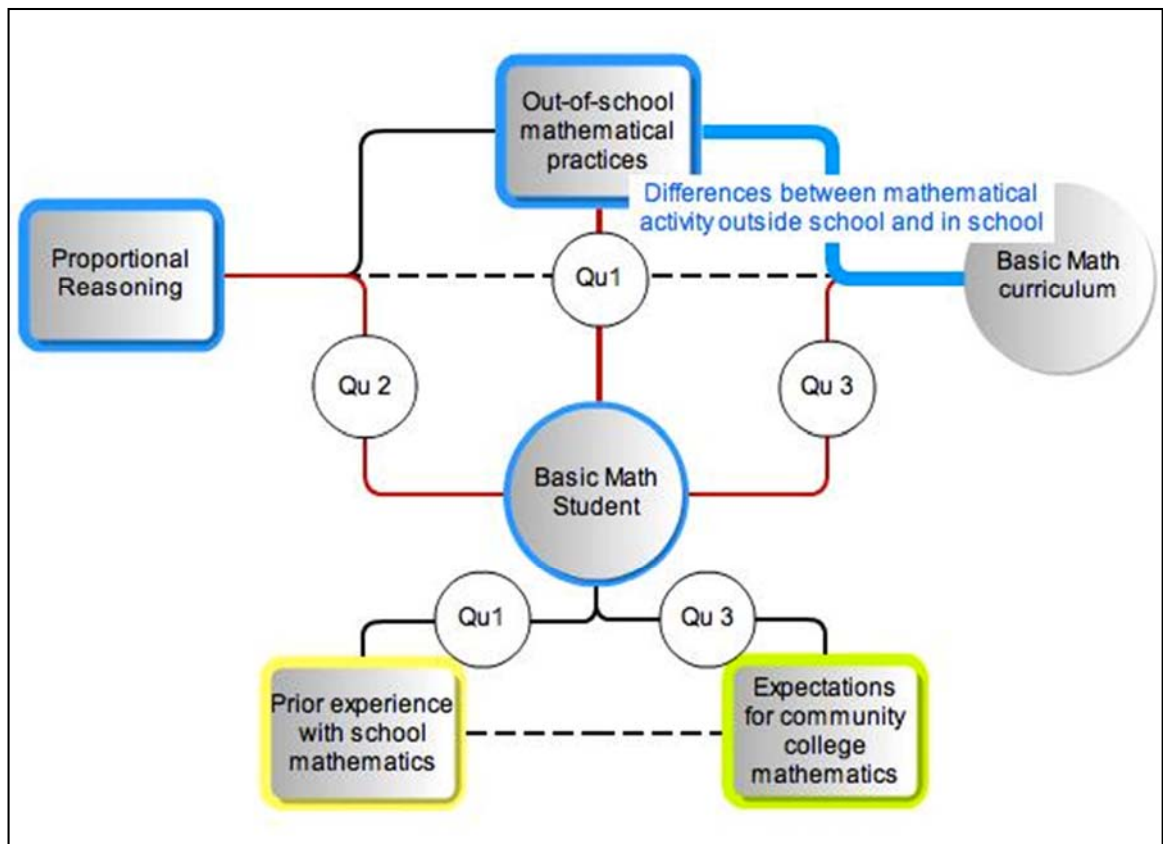 Out-of-school
mathematical
practices
Differences between mathematical
activity outside school and in school
Proportional
Reasoning
Qu1
Basic Math
curriculum
Qu 2
Qu 3
Basic Math
Student
Qu1
Qu 3
Prior experience
with school
mathematics
Expectations
for community
college
mathematics